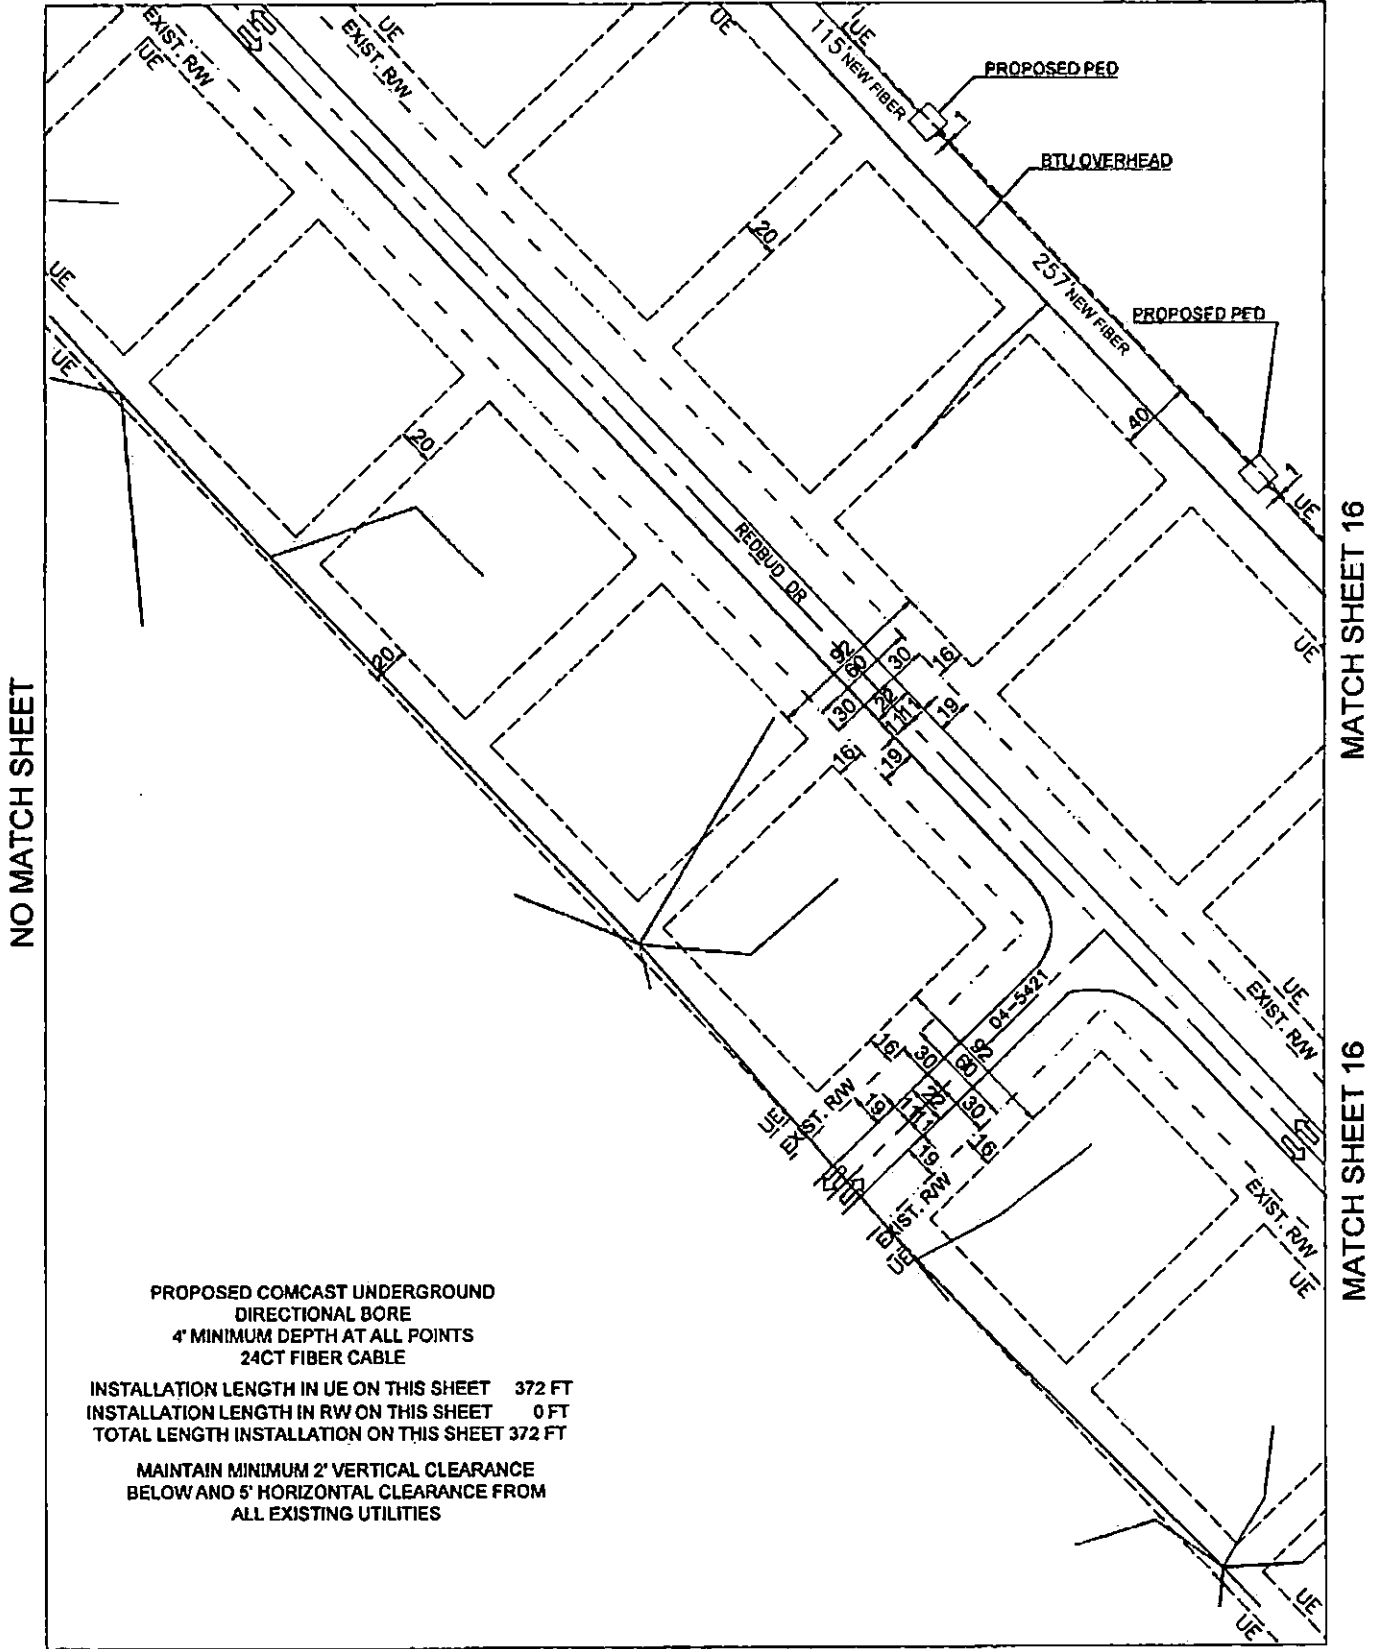 UE
EXIST. R/W
UE
UE
EXIST. R/W
UE
UE
115' NEW FIBER
PROPOSED PED
1
BTU OVERHEAD
20
257' NEW FIBER
PROPOSED PED
UE
UE
40
20
1
UE
REDBUD DR
UE
20
92
60
30
16
30
22
11
11
19
16
19
NO MATCH SHEET
MATCH SHEET 16
04-5421
UE
EXIST. R/W
16
30
92
60
19
11
22
11
30
19
16
UE
EXIST. R/W
EXIST. R/W
UE
EXIST. R/W
UE
MATCH SHEET 16
PROPOSED COMCAST UNDERGROUND
DIRECTIONAL BORE
4' MINIMUM DEPTH AT ALL POINTS
24CT FIBER CABLE
INSTALLATION LENGTH IN UE ON THIS SHEET 372 FT
INSTALLATION LENGTH IN RW ON THIS SHEET 0 FT
TOTAL LENGTH INSTALLATION ON THIS SHEET 372 FT
MAINTAIN MINIMUM 2' VERTICAL CLEARANCE
BELOW AND 5' HORIZONTAL CLEARANCE FROM
ALL EXISTING UTILITIES
UE
UE